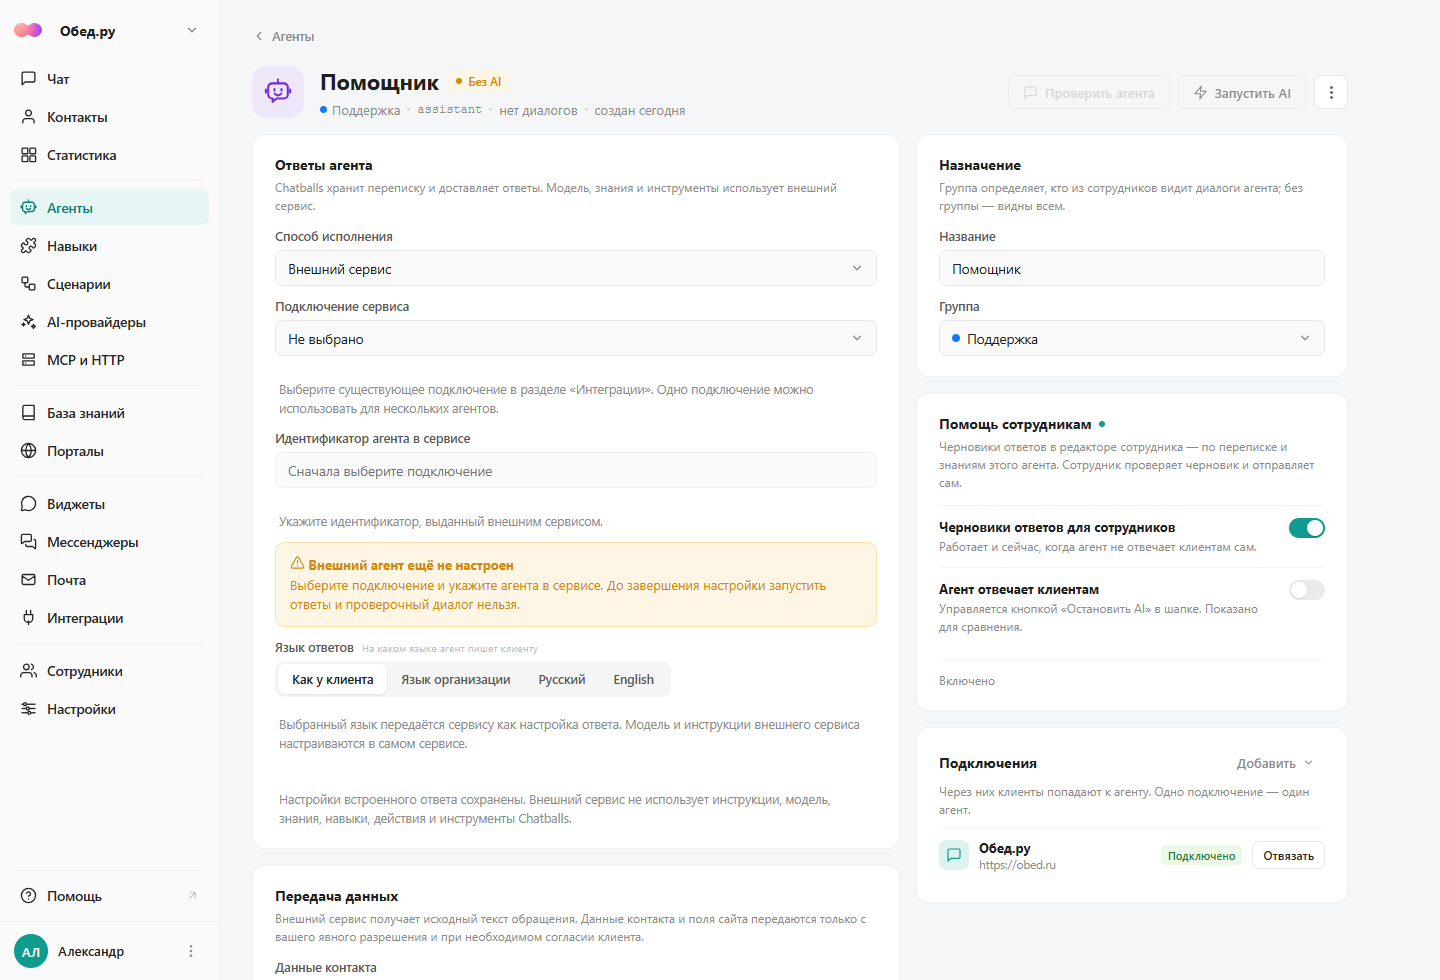 Обед.ру
Чат
Контакты
Статистика
Агенты
Навыки
Сценарии
AI-провайдеры
MCP и HTTP
База знаний
Порталы
Виджеты
Мессенджеры
Почта
Интеграции
Сотрудники
Настройки
Помощь
АЛ
Александр
Агенты
Помощник
Без AI
Поддержка • assistant • нет диалогов • создан сегодня
Проверить агента
Запустить AI
Ответы агента
Chatballs хранит переписку и доставляет ответы. Модель, знания и инструменты использует внешний
сервис.
Способ исполнения
Внешний сервис
Подключение сервиса
Не выбрано
Выберите существующее подключение в разделе «Интеграции». Одно подключение можно
использовать для нескольких агентов.
Идентификатор агента в сервисе
Сначала выберите подключение
Укажите идентификатор, выданный внешним сервисом.
Внешний агент ещё не настроен
Выберите подключение и укажите агента в сервисе. До завершения настройки запустить
ответы и проверочный диалог нельзя.
Язык ответов На каком языке агент пишет клиенту
Как у клиента
Язык организации
Русский
English
Выбранный язык передаётся сервису как настройка ответа. Модель и инструкции внешнего сервиса
настраиваются в самом сервисе.
Настройки встроенного ответа сохранены. Внешний сервис не использует инструкции, модель,
знания, навыки, действия и инструменты Chatballs.
Передача данных
Внешний сервис получает исходный текст обращения. Данные контакта и поля сайта передаются только с
вашего явного разрешения и при необходимом согласии клиента.
Данные контакта
Назначение
Группа определяет, кто из сотрудников видит диалоги агента; без
группы — видны всем.
Название
Помощник
Группа
Поддержка
Помощь сотрудникам
Черновики ответов в редакторе сотрудника — по переписке и
знаниям этого агента. Сотрудник проверяет черновик и отправляет
сам.
Черновики ответов для сотрудников
Работает и сейчас, когда агент не отвечает клиентам сам.
Агент отвечает клиентам
Управляется кнопкой «Остановить AI» в шапке. Показано
для сравнения.
Включено
Подключения
Добавить
Через них клиенты попадают к агенту. Одно подключение — один
агент.
Обед.ру
https://obed.ru
Подключено
Отвязать